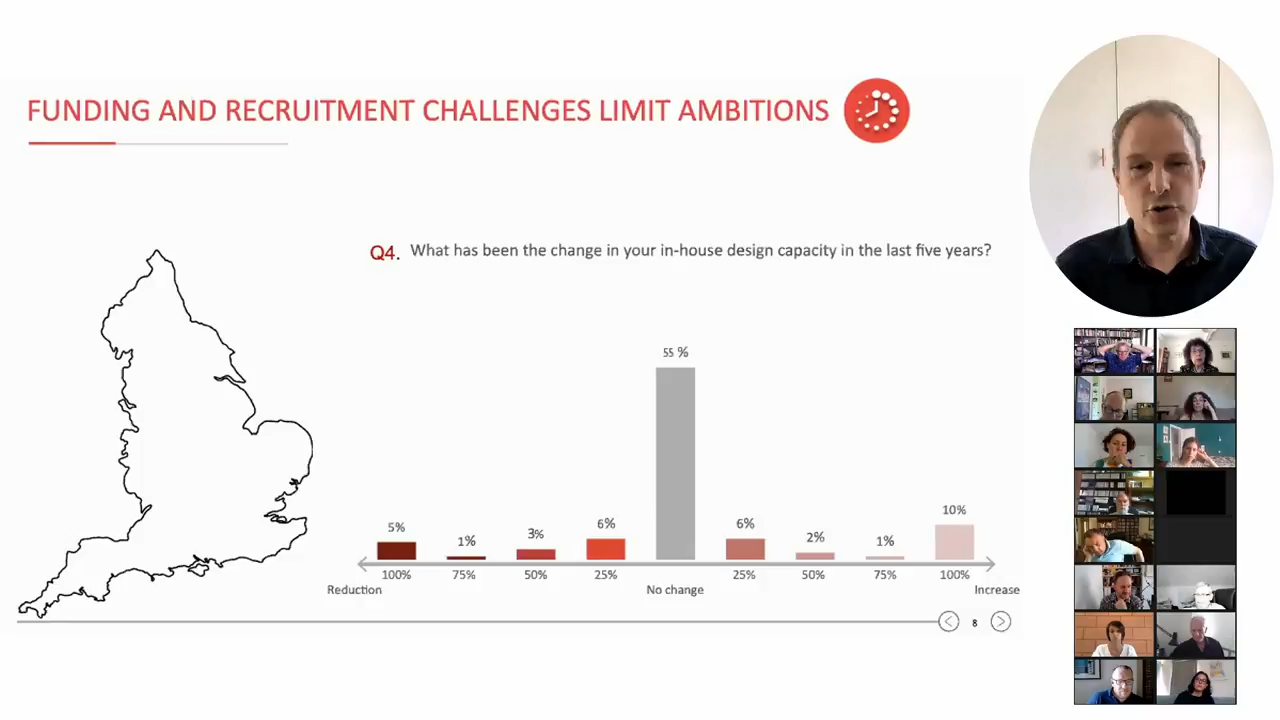 FUNDING AND RECRUITMENT CHALLENGES LIMIT AMBITIONS
Q4. What has been the change in your in-house design capacity in the last five years?
55 %
5% 1% 3% 6% 6% 2% 1% 10%
100% 75% 50% 25% 25% 50% 75% 100%
Reduction No change Increase
8